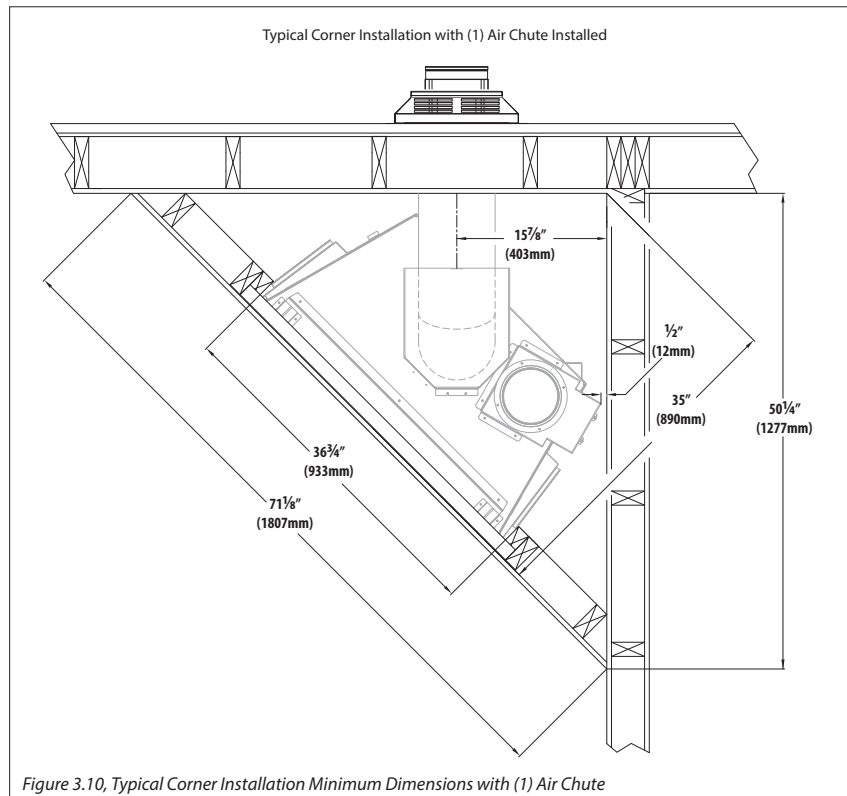 Typical Corner Installation with (1) Air Chute Installed
15⅞"
(403mm)
½"
(12mm)
35"
(890mm)
50¼"
(1277mm)
36¾"
(933mm)
71⅛"
(1807mm)
Figure 3.10, Typical Corner Installation Minimum Dimensions with (1) Air Chute